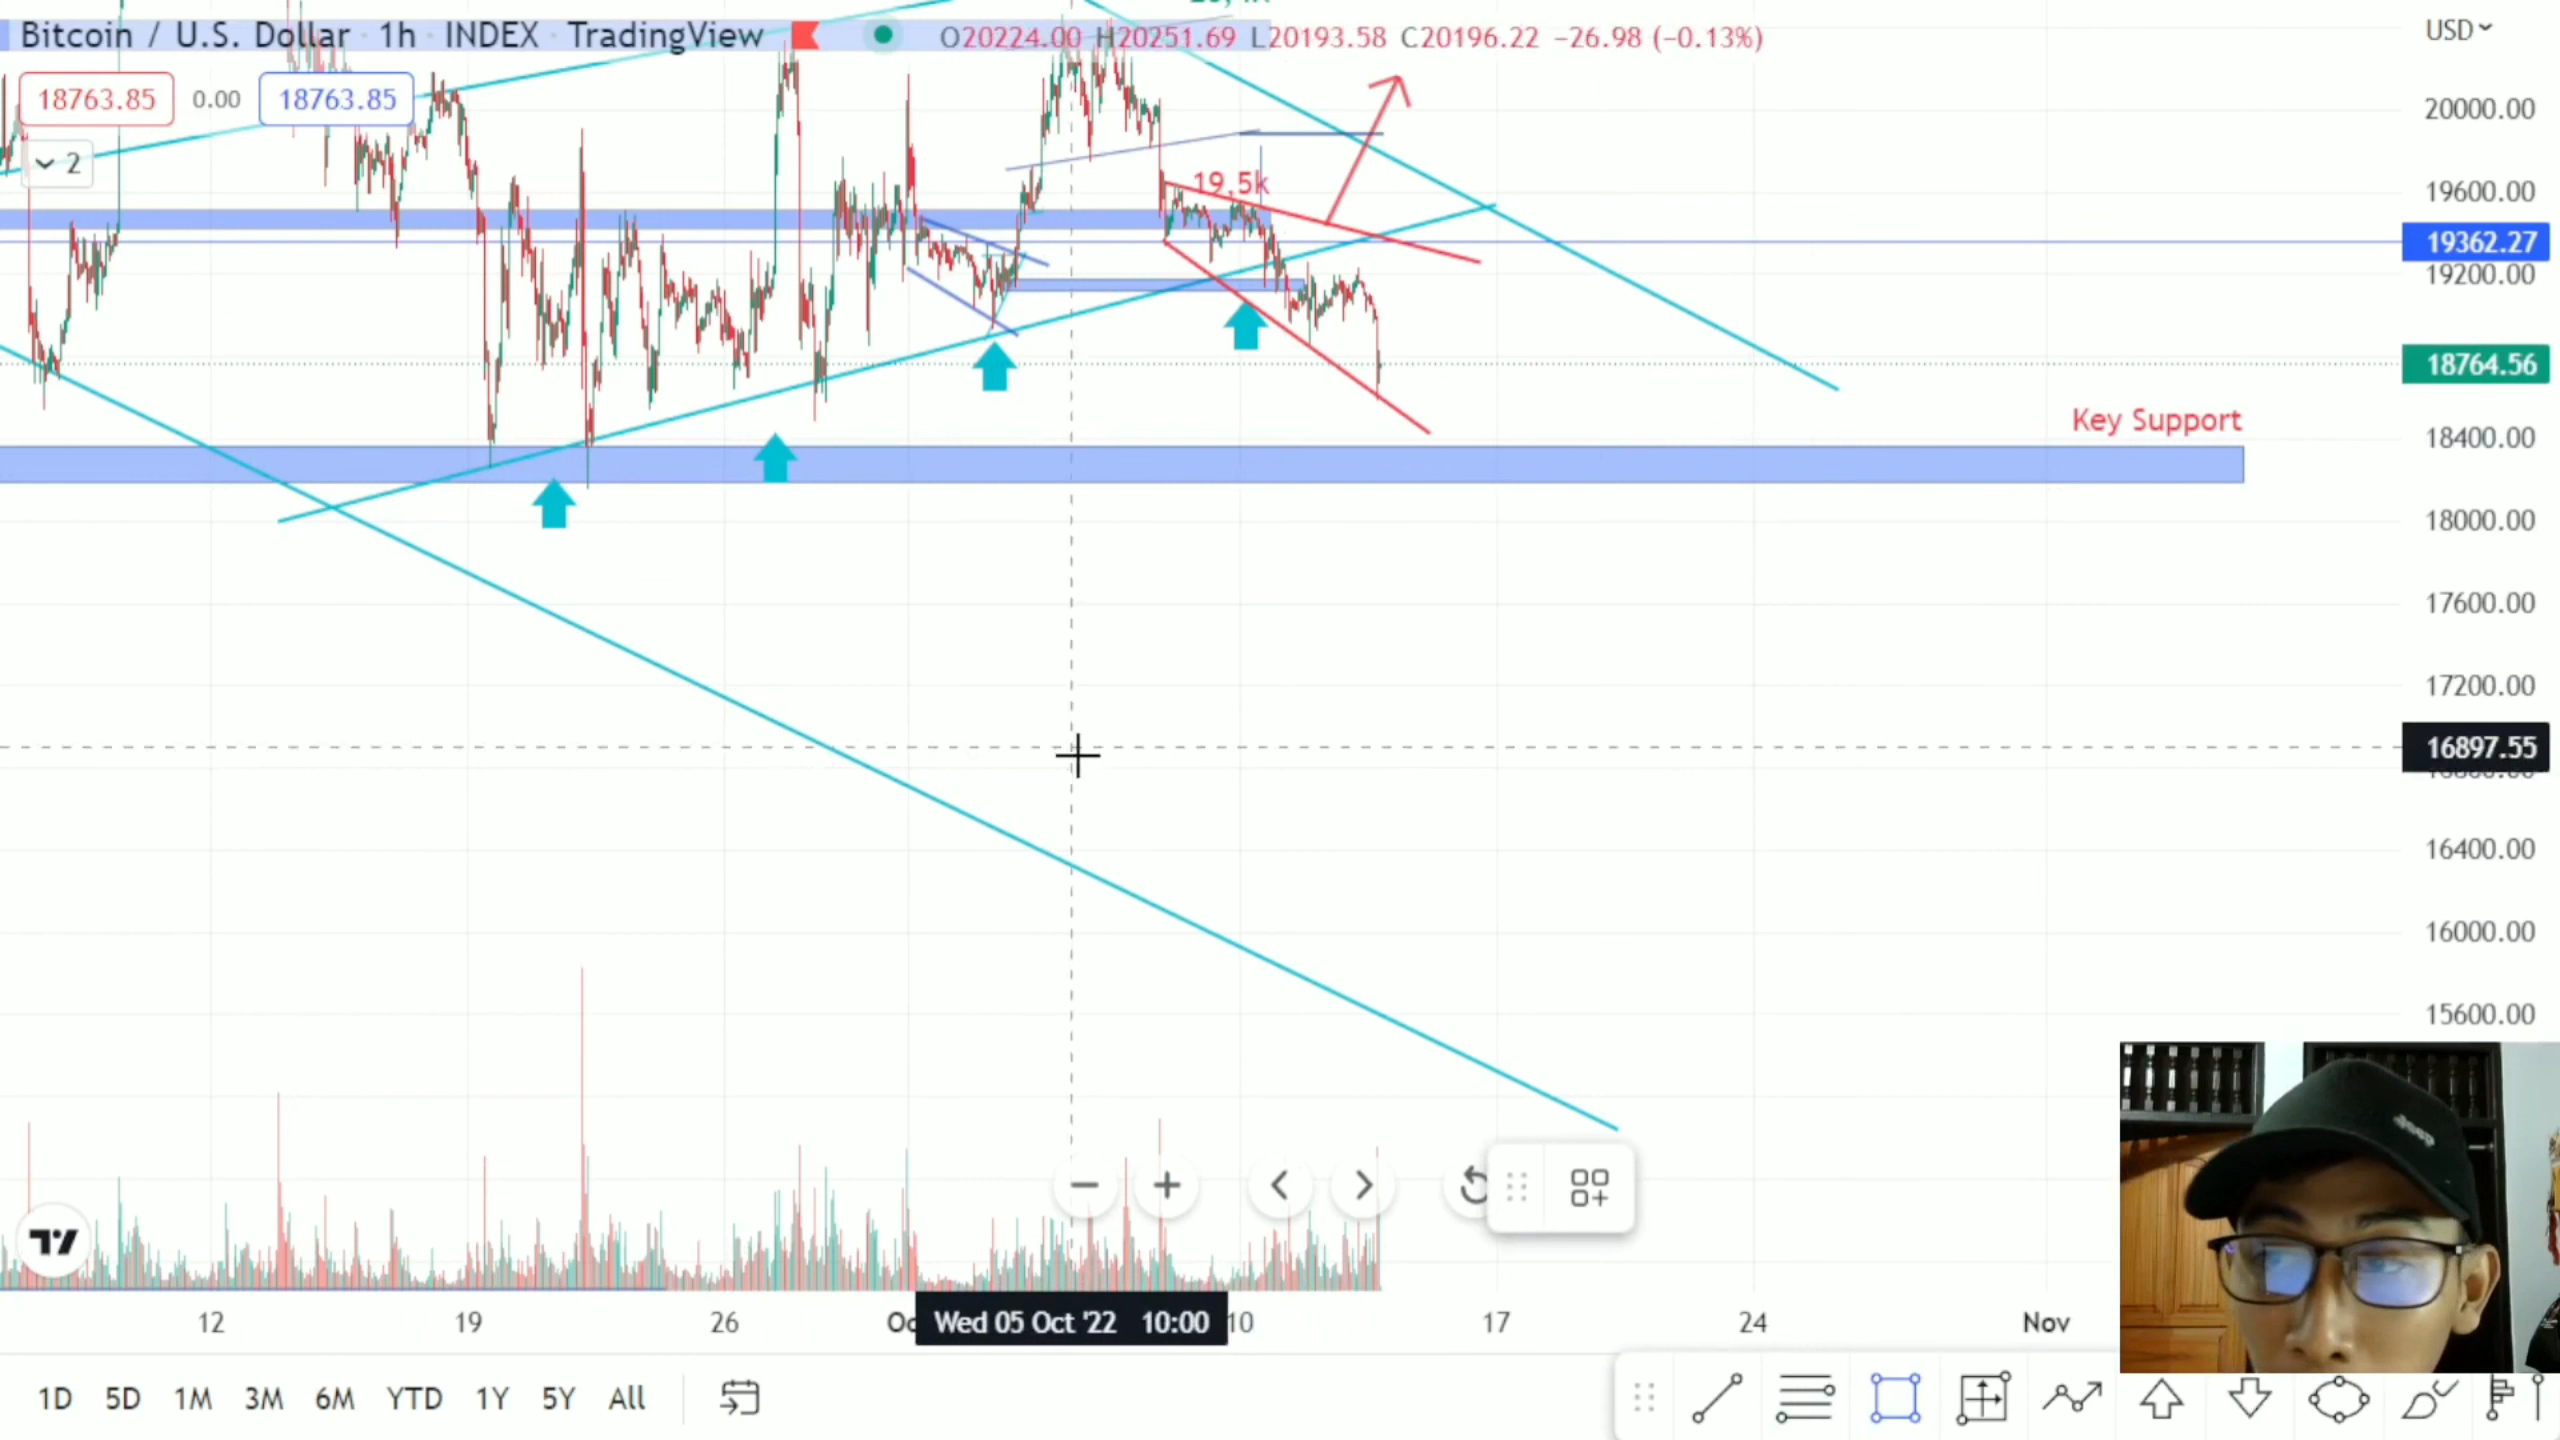 Bitcoin / U.S. Dollar · 1h · INDEX · TradingView
O20224.00 H20251.69 L20193.58 C20196.22 −26.98 (−0.13%)
USD
18763.85 0.00 18763.85
2
20000.00
19,5k
19600.00
19362.27
19200.00
18764.56
Key Support
18400.00
18000.00
17600.00
17200.00
16897.55
16400.00
16000.00
15600.00
12 19 26 Wed 05 Oct '22 10:00 10 17 24 Nov
1D 5D 1M 3M 6M YTD 1Y 5Y All